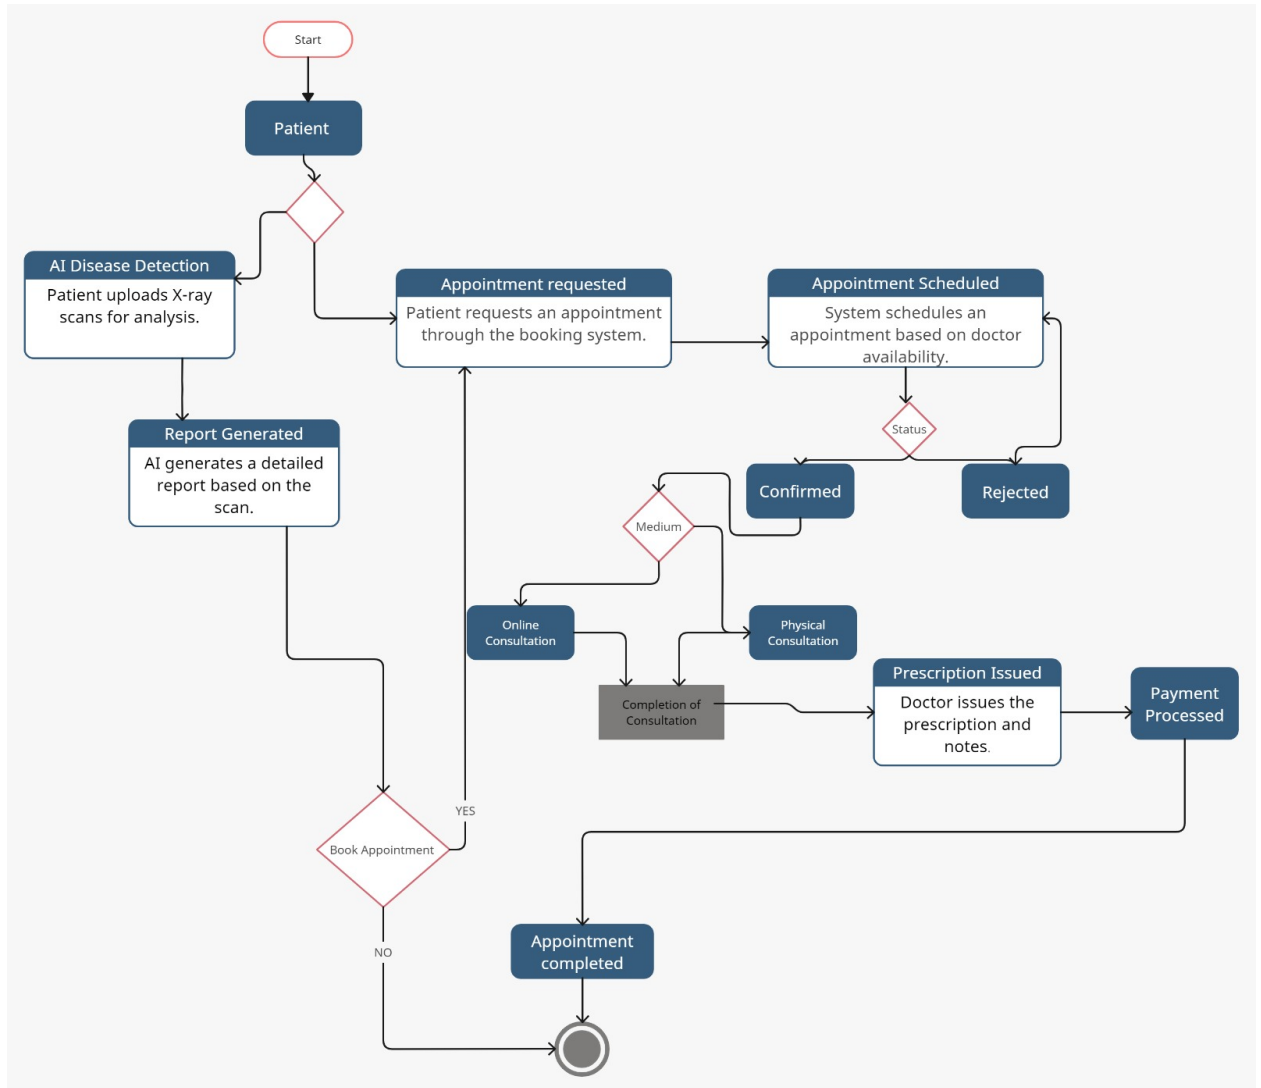 Start
Patient
AI Disease Detection
Patient uploads X-ray
scans for analysis.
Appointment requested
Patient requests an appointment
through the booking system.
Appointment Scheduled
System schedules an
appointment based on doctor
availability.
Report Generated
AI generates a detailed
report based on the
scan.
Status
Confirmed
Rejected
Medium
Online
Consultation
Physical
Consultation
Completion of
Consultation
Prescription Issued
Doctor issues the
prescription and
notes.
Payment
Processed
YES
Book Appointment
NO
Appointment
completed